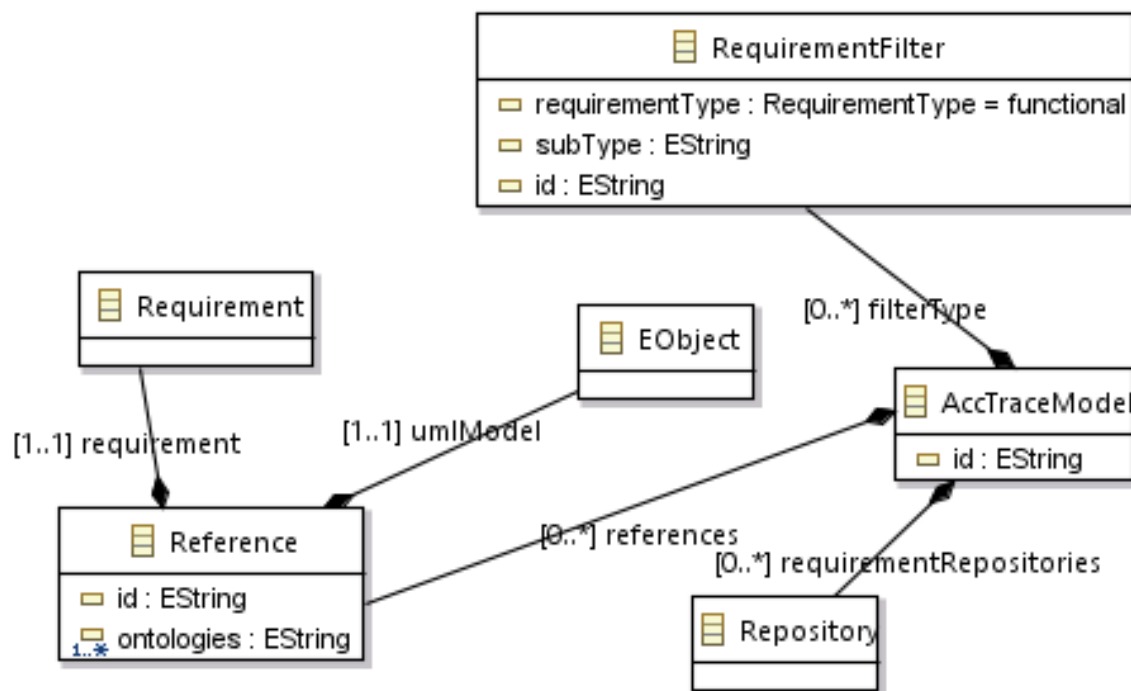 RequirementFilter
requirementType : RequirementType = functional
subType : EString
id : EString
Requirement
EObject
[0..*] filterType
AccTraceModel
id : EString
[1..1] requirement
[1..1] umlModel
Reference
id : EString
1..* ontologies : EString
[0..*] references
[0..*] requirementRepositories
Repository